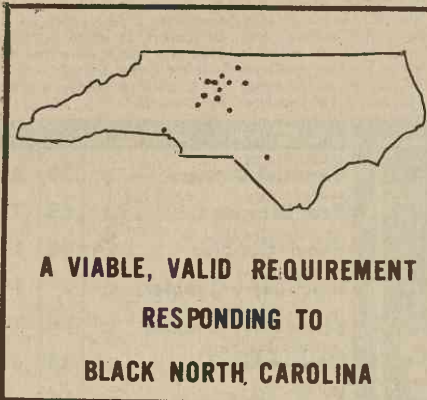 A VIABLE, VALID REQUIREMENT
RESPONDING TO
BLACK NORTH CAROLINA